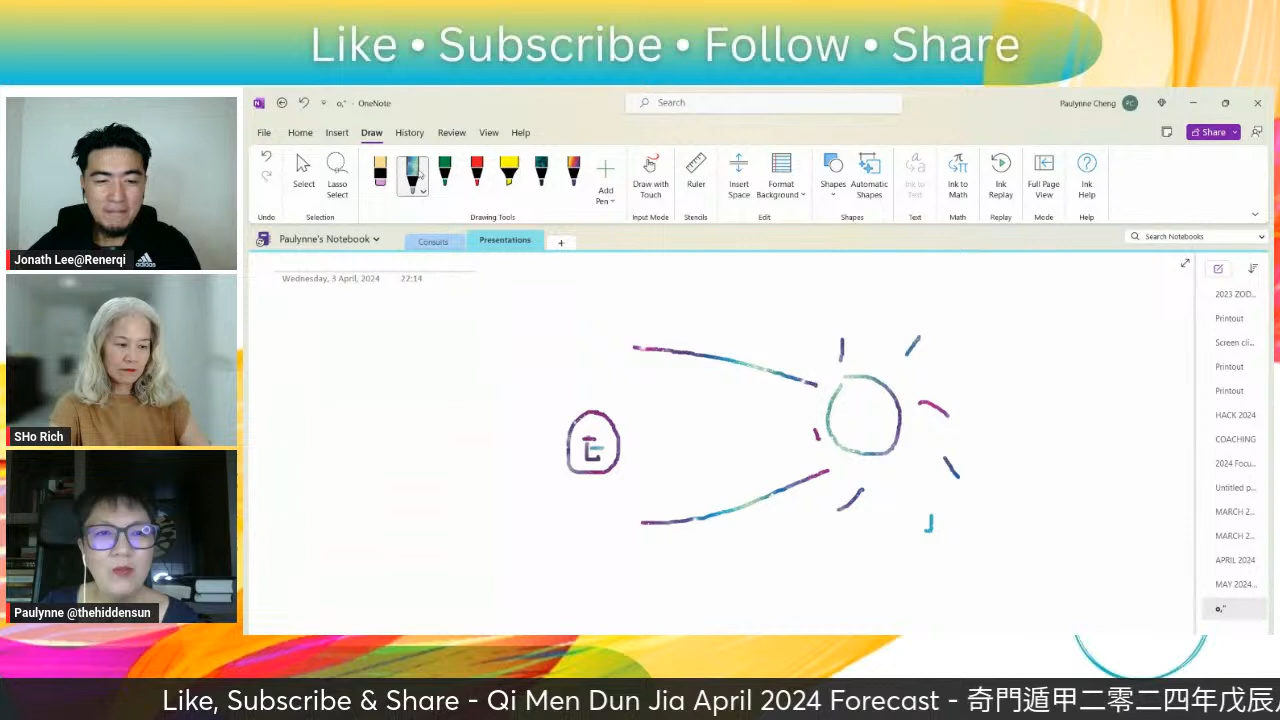 Like • Subscribe • Follow • Share
Jonath Lee@Renerqi
adidas
SHo Rich
Paulynne @thehiddensun
o," - OneNote
Search
Paulynne Cheng
PC
File
Home
Insert
Draw
History
Review
View
Help
Share
Undo
Select
Lasso Select
Selection
Drawing Tools
Add Pen
Draw with Touch
Input Mode
Ruler
Stencils
Insert Space
Format Background
Edit
Shapes
Automatic Shapes
Shapes
Ink to Text
Text
Ink to Math
Math
Ink Replay
Replay
Full Page View
Mode
Ink Help
Help
Paulynne's Notebook
Consults
Presentations
+
Search Notebooks
Wednesday, 3 April, 2024
22:14
E
2023 ZOD...
Printout
Screen cli...
Printout
Printout
HACK 2024
COACHING
2024 Focu...
Untitled p...
MARCH 2...
MARCH 2...
APRIL 2024
MAY 2024...
o,"
Like, Subscribe & Share - Qi Men Dun Jia April 2024 Forecast - 奇門遁甲二零二四年戊辰